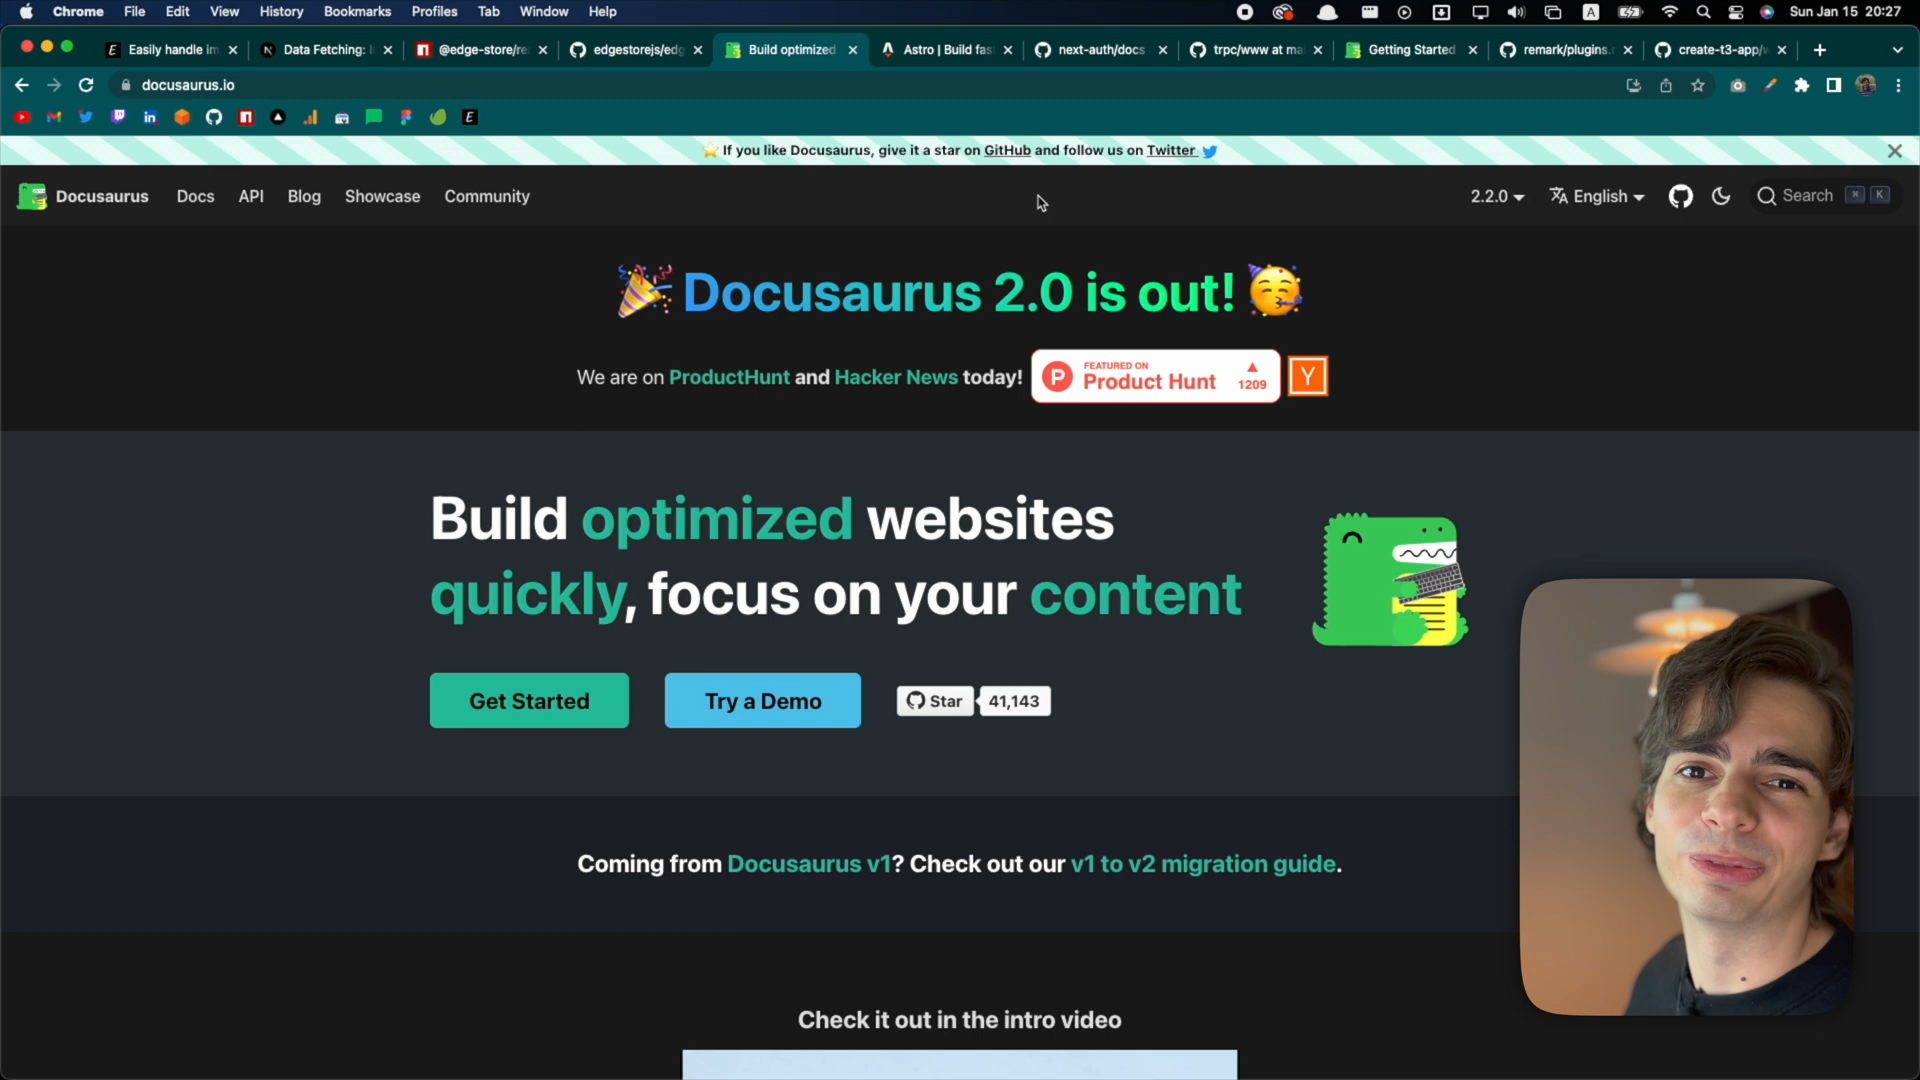 Chrome File Edit View History Bookmarks Profiles Tab Window Help
A
Sun Jan 15 20:27
E Easily handle im
N Data Fetching: I
n @edge-store/re
edgestorejs/edg
Build optimized
Astro | Build fas
next-auth/docs
trpc/www at ma
Getting Started
remark/plugins.
create-t3-app/
docusaurus.io
in
n
E
⭐️ If you like Docusaurus, give it a star on GitHub and follow us on Twitter
Docusaurus Docs API Blog Showcase Community
2.2.0 English Search ⌘ K
🎉 Docusaurus 2.0 is out! 🥳
We are on ProductHunt and Hacker News today!
P FEATURED ON
Product Hunt
▲ 1209
Y
Build optimized websites
quickly, focus on your content
Get Started Try a Demo Star 41,143
Coming from Docusaurus v1? Check out our v1 to v2 migration guide.
Check it out in the intro video